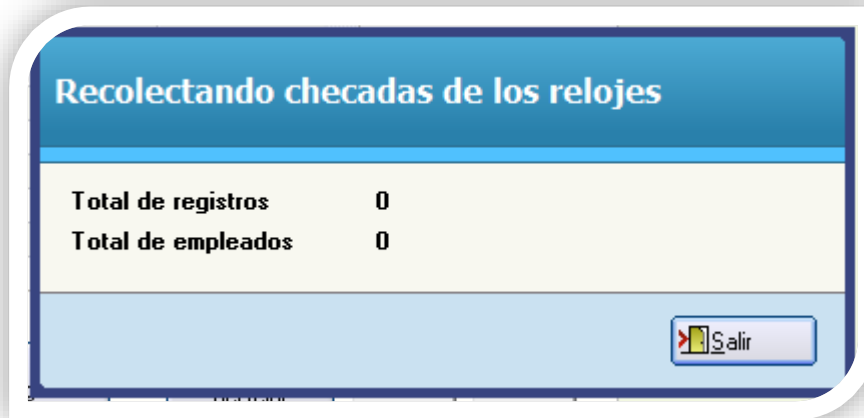 Recolectando checadas de los relojes
Total de registros 0
Total de empleados 0
Salir